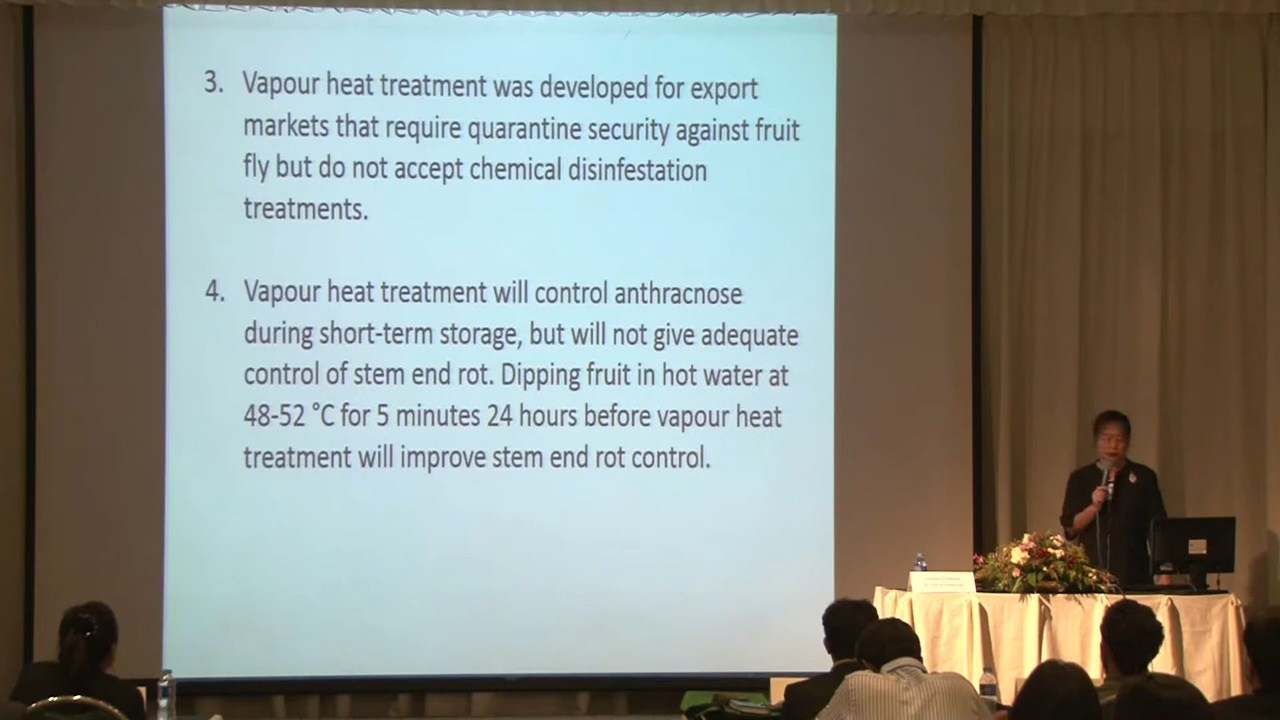 3. Vapour heat treatment was developed for export
markets that require quarantine security against fruit
fly but do not accept chemical disinfestation
treatments.
4. Vapour heat treatment will control anthracnose
during short-term storage, but will not give adequate
control of stem end rot. Dipping fruit in hot water at
48-52 °C for 5 minutes 24 hours before vapour heat
treatment will improve stem end rot control.